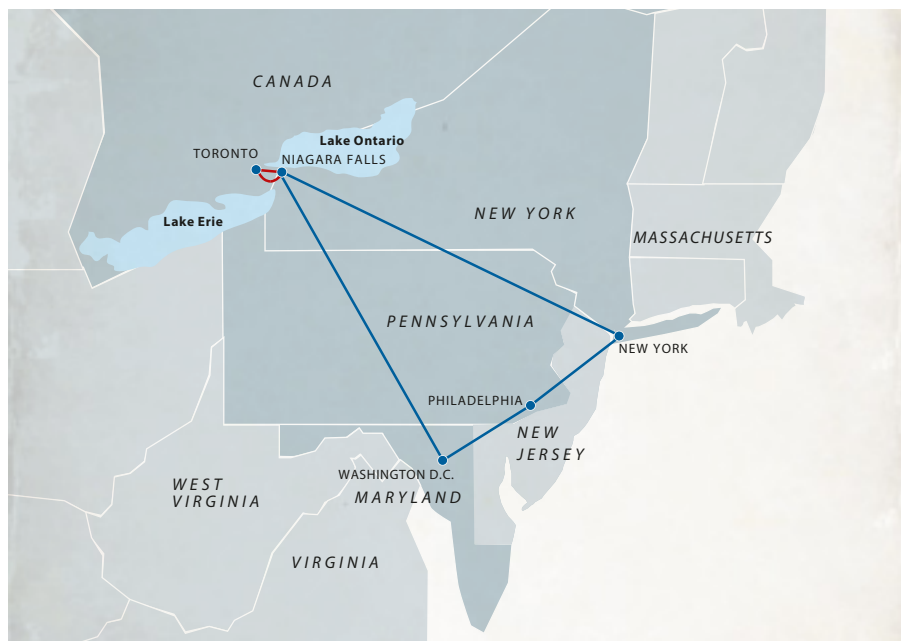 CANADA
Lake Ontario
TORONTO
NIAGARA FALLS
Lake Erie
NEW YORK
MASSACHUSETTS
PENNSYLVANIA
NEW YORK
PHILADELPHIA
NEW
JERSEY
WASHINGTON D.C.
MARYLAND
WEST
VIRGINIA
VIRGINIA